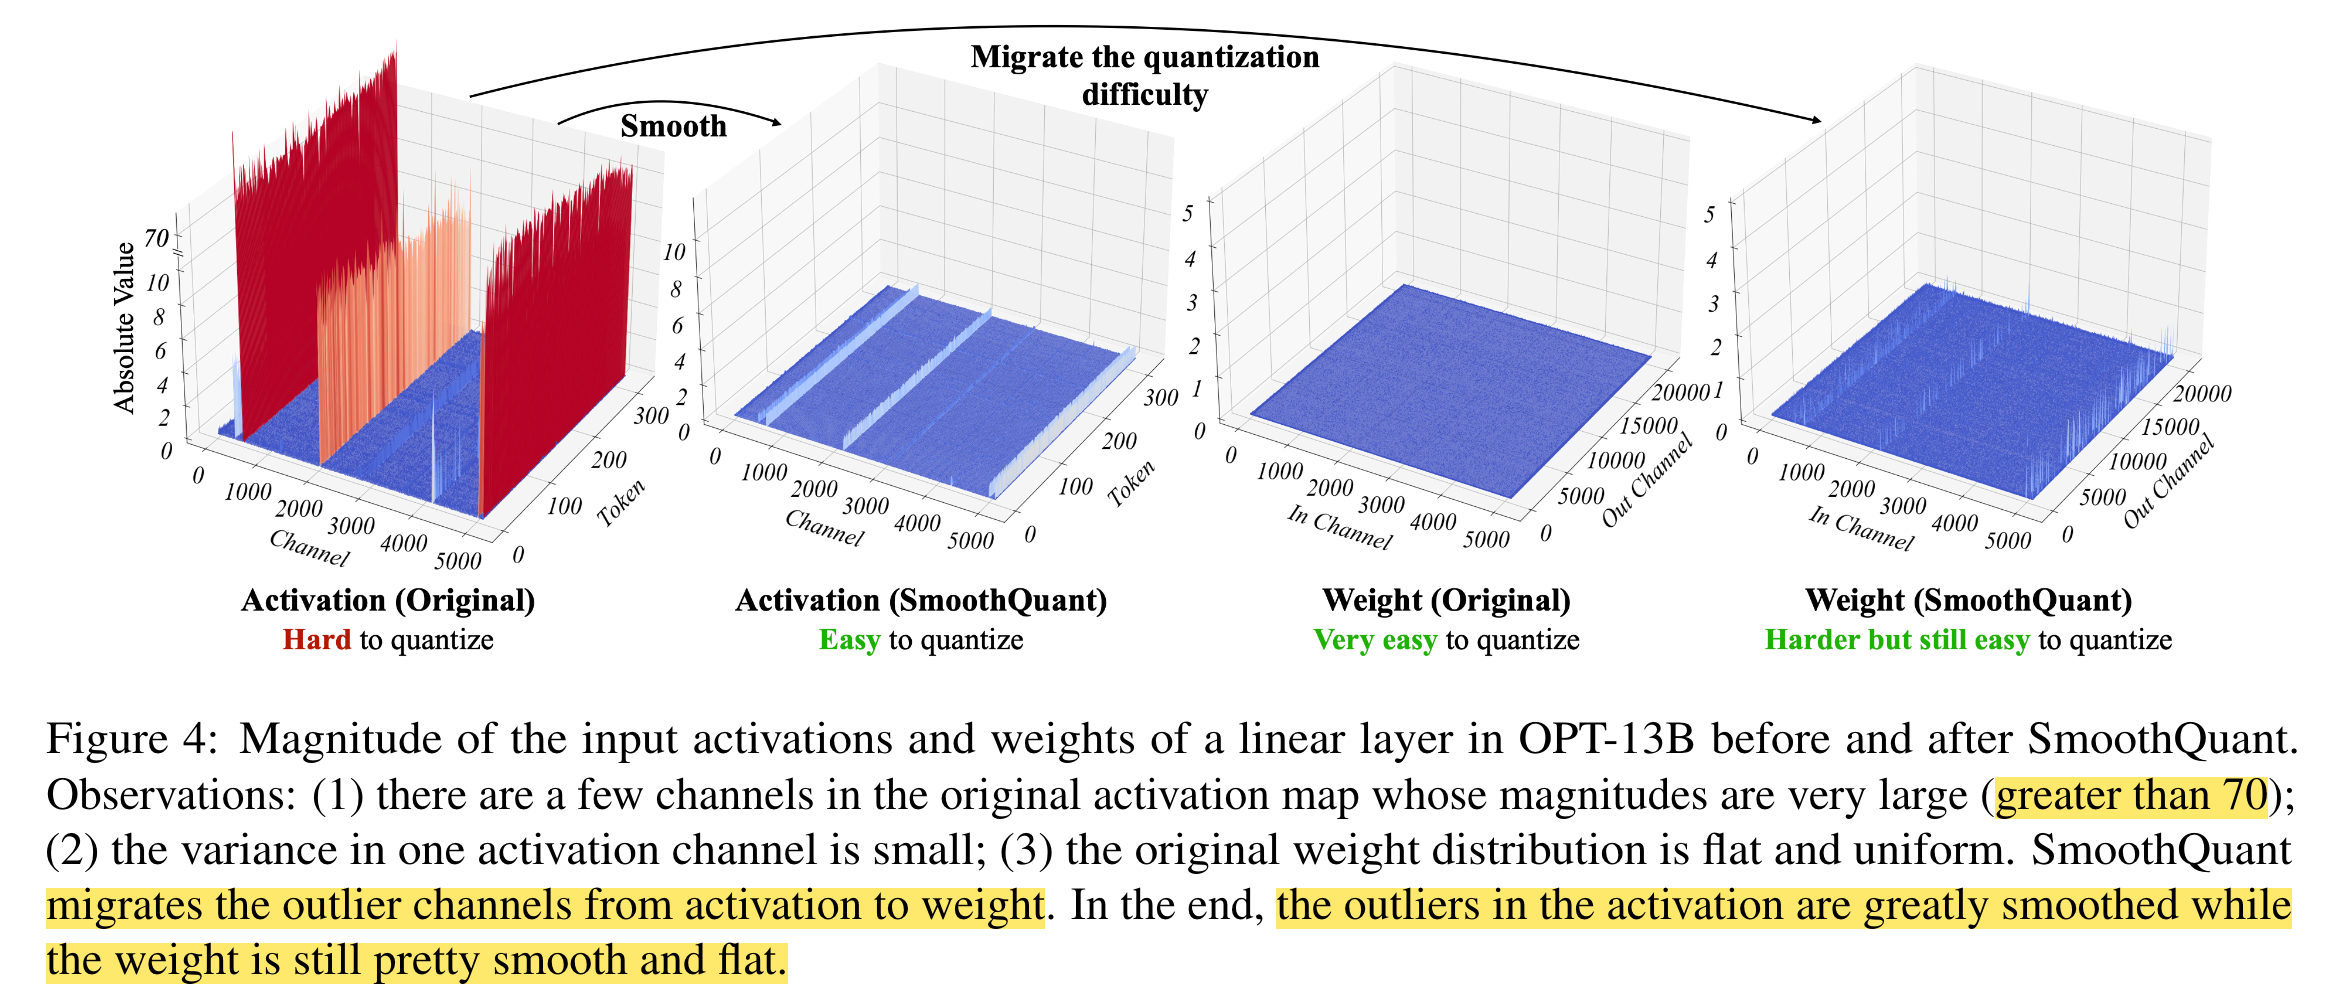 Migrate the quantization
difficulty
Smooth
Absolute Value
70
10
8
6
4
2
0
0
1000
2000
3000
4000
5000
Channel
0
100
200
300
Token
10
8
6
4
2
0
0
1000
2000
3000
4000
5000
Channel
0
100
200
300
Token
5
4
3
2
1
0
0
1000
2000
3000
4000
5000
In Channel
0
5000
10000
15000
20000
Out Channel
5
4
3
2
1
0
0
1000
2000
3000
4000
5000
In Channel
0
5000
10000
15000
20000
Out Channel
Activation (Original)
Hard to quantize
Activation (SmoothQuant)
Easy to quantize
Weight (Original)
Very easy to quantize
Weight (SmoothQuant)
Harder but still easy to quantize
Figure 4: Magnitude of the input activations and weights of a linear layer in OPT-13B before and after SmoothQuant.
Observations: (1) there are a few channels in the original activation map whose magnitudes are very large (greater than 70);
(2) the variance in one activation channel is small; (3) the original weight distribution is flat and uniform. SmoothQuant
migrates the outlier channels from activation to weight. In the end, the outliers in the activation are greatly smoothed while
the weight is still pretty smooth and flat.